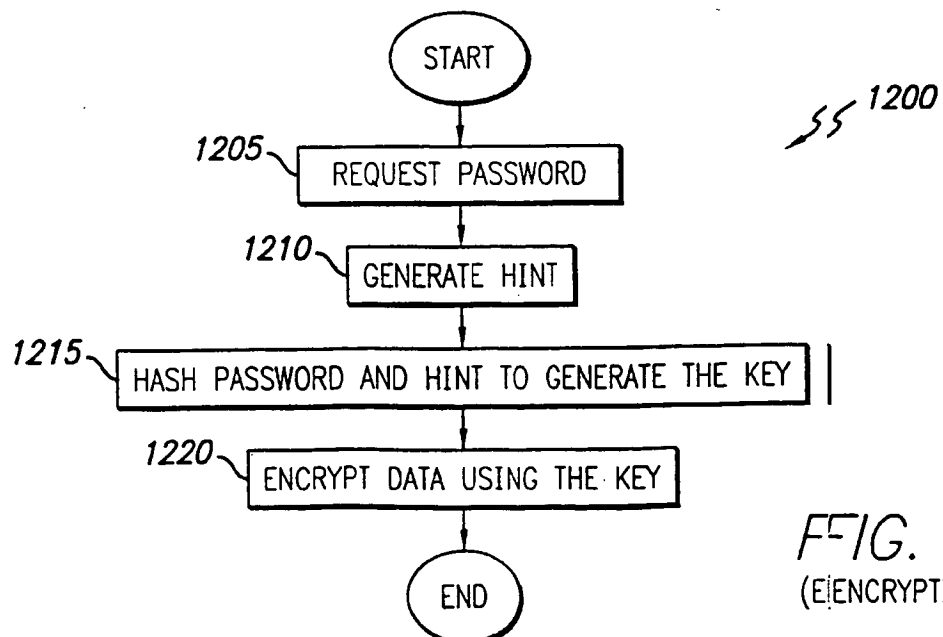 START
1200
1205
REQUEST PASSWORD
1210
GENERATE HINT
1215
HASH PASSWORD AND HINT TO GENERATE THE KEY
1220
ENCRYPT DATA USING THE KEY
END
FIG.
(ENCRYPT